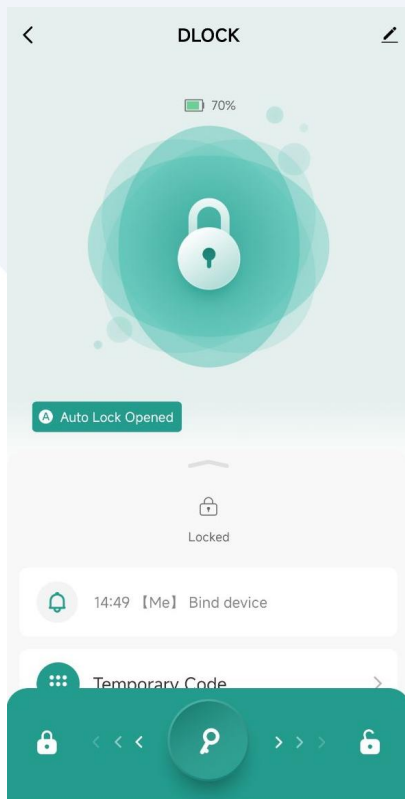 DLOCK
70%
A Auto Lock Opened
Locked
14:49 【Me】 Bind device
Temporary Code